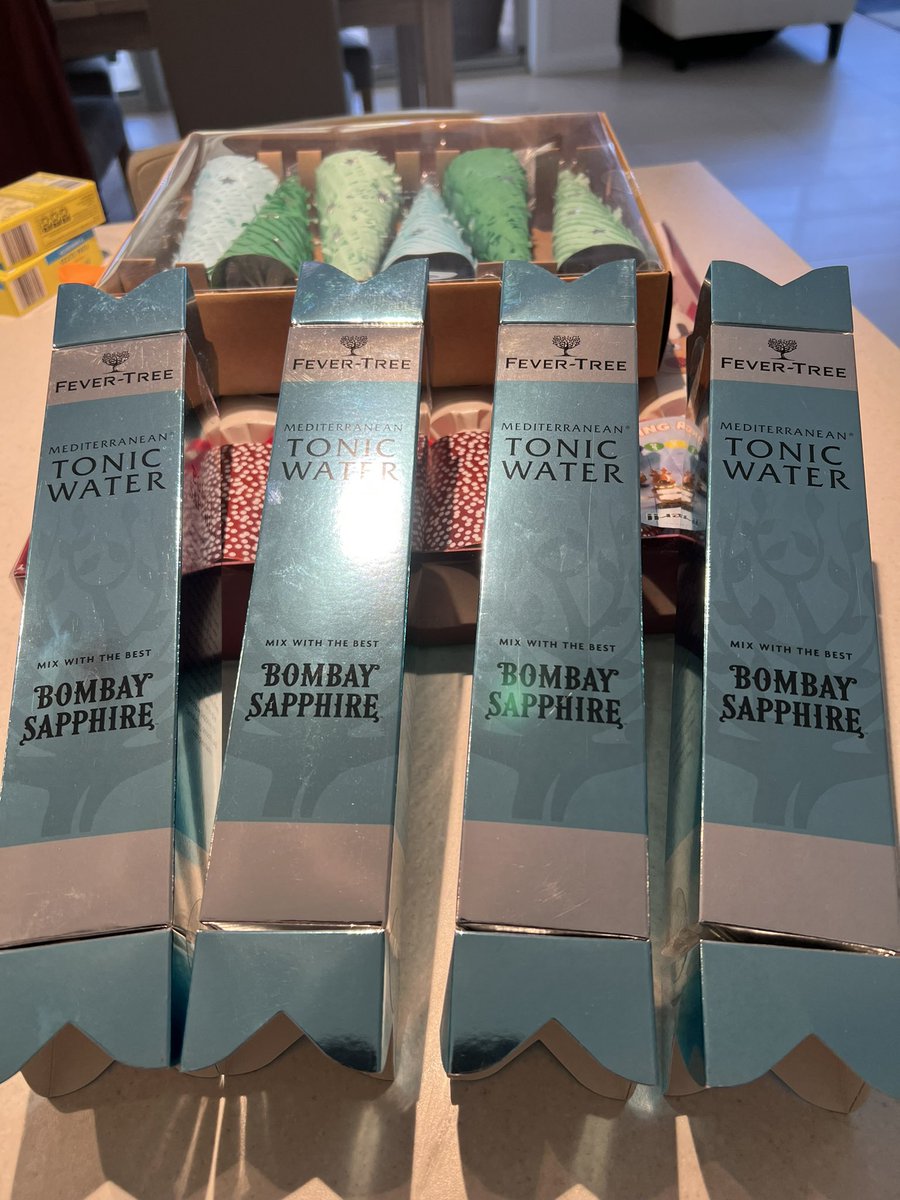 FEVER-TREE
MEDITERRANEAN®
TONIC
WATER
MIX WITH THE BEST
BOMBAY
SAPPHIRE
FEVER-TREE
MEDITERRANEAN
TONIC
WATER
MIX WITH THE BEST
BOMBAY
SAPPHIRE
FEVER-TREE
MEDITERRANEAN®
TONIC
WATER
MIX WITH THE BEST
BOMBAY
SAPPHIRE
FEVER-TREE
MEDITERRANEAN®
TONIC
WATER
MIX WITH THE BEST
BOMBAY
SAPPHIRE